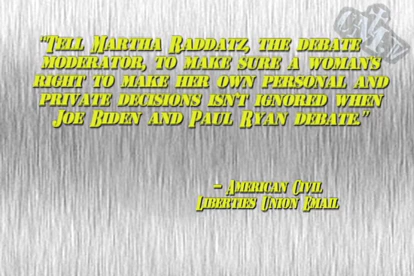 "Tell Martha Raddatz, the debate
moderator, to make sure a woman's
right to make her own personal and
private decisions isn't ignored when
Joe Biden and Paul Ryan debate."
– American Civil
Liberties Union Email